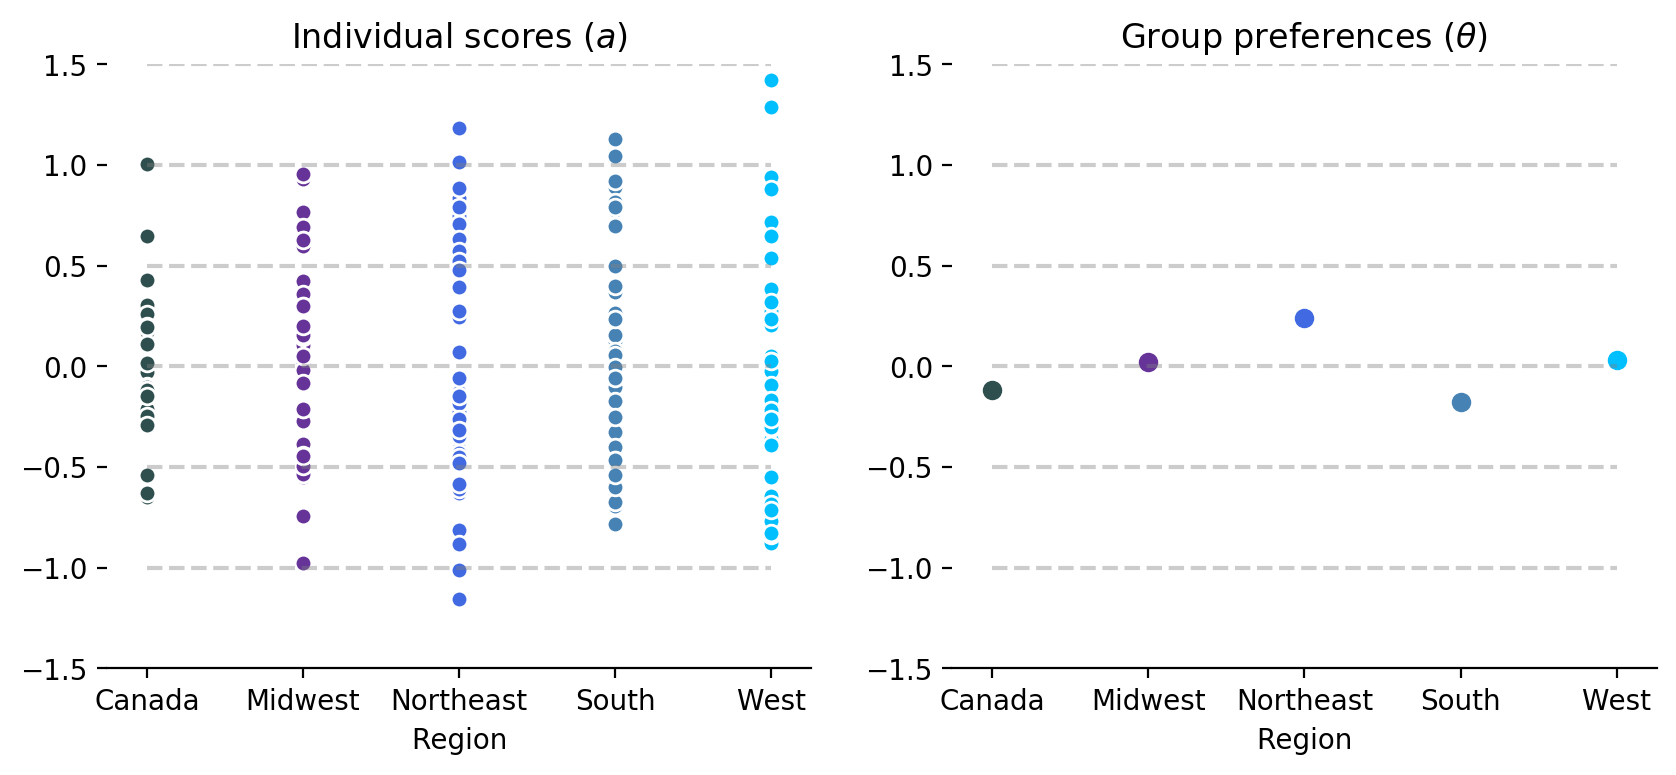 Individual scores (a)
1.5
1.0
0.5
0.0
−0.5
−1.0
−1.5
Canada Midwest Northeast South West
Region
Group preferences (θ)
1.5
1.0
0.5
0.0
−0.5
−1.0
−1.5
Canada Midwest Northeast South West
Region